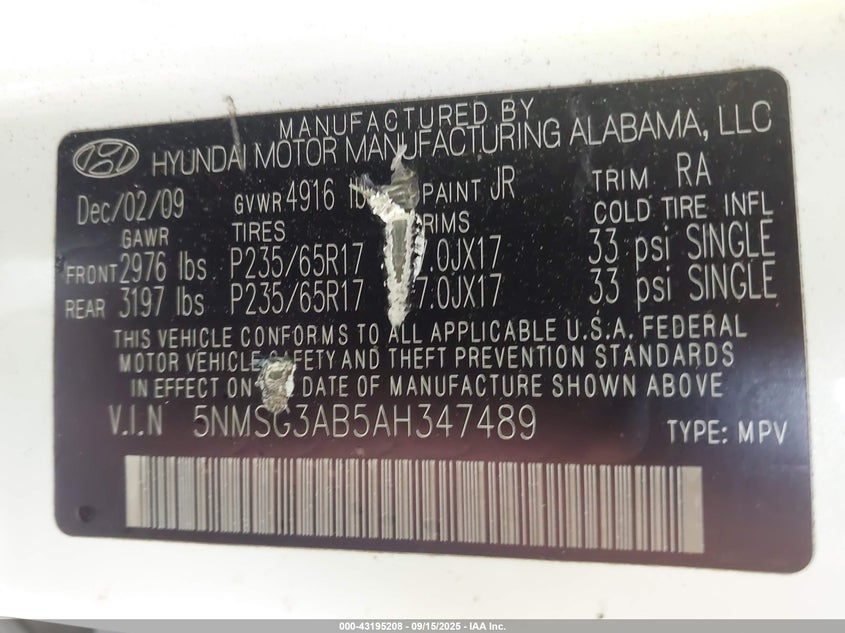 MANUFACTURED BY
HYUNDAI MOTOR MANUFACTURING ALABAMA, LLC
Dec/02/09 GVWR 4916 PAINT JR TRIM RA
GAWR TIRES COLD TIRE INFL
FRONT 2976 lbs P235/65R17 .0JX17 33 psi SINGLE
REAR 3197 lbs P235/65R17 7.0JX17 33 psi SINGLE
THIS VEHICLE CONFORMS TO ALL APPLICABLE U.S.A. FEDERAL
MOTOR VEHICLE AND THEFT PREVENTION STANDARDS
IN EFFECT ON DATE OF MANUFACTURE SHOWN ABOVE
V.I.N 5NMSG3AB5AH347489 TYPE: MPV
000-43195208 - 09/15/2025 - IAA Inc.